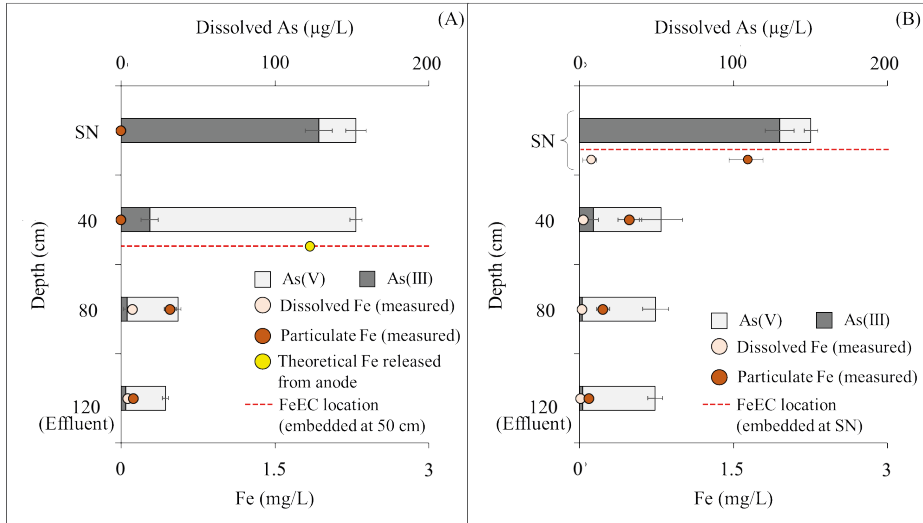 (A)
Dissolved As (µg/L)
0 100 200
SN
40
80
120
(Effluent)
Depth (cm)
As(V) As(III)
Dissolved Fe (measured)
Particulate Fe (measured)
Theoretical Fe released
from anode
FeEC location
(embedded at 50 cm)
0 1.5 3
Fe (mg/L)
(B)
Dissolved As (µg/L)
0 100 200
SN
40
80
120
(Effluent)
Depth (cm)
As(V) As(III)
Dissolved Fe (measured)
Particulate Fe (measured)
FeEC location
(embedded at SN)
0 1.5 3
Fe (mg/L)